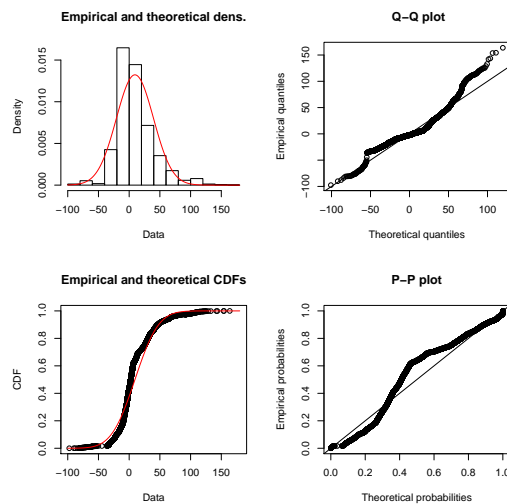 Empirical and theoretical dens.
Density
0.000 0.005 0.010 0.015
−100 −50 0 50 100 150
Data
Q−Q plot
Empirical quantiles
−100 0 50 100 150
−100 −50 0 50 100
Theoretical quantiles
Empirical and theoretical CDFs
CDF
0.0 0.2 0.4 0.6 0.8 1.0
−100 −50 0 50 100 150
Data
P−P plot
Empirical probabilities
0.0 0.2 0.4 0.6 0.8 1.0
0.0 0.2 0.4 0.6 0.8 1.0
Theoretical probabilities